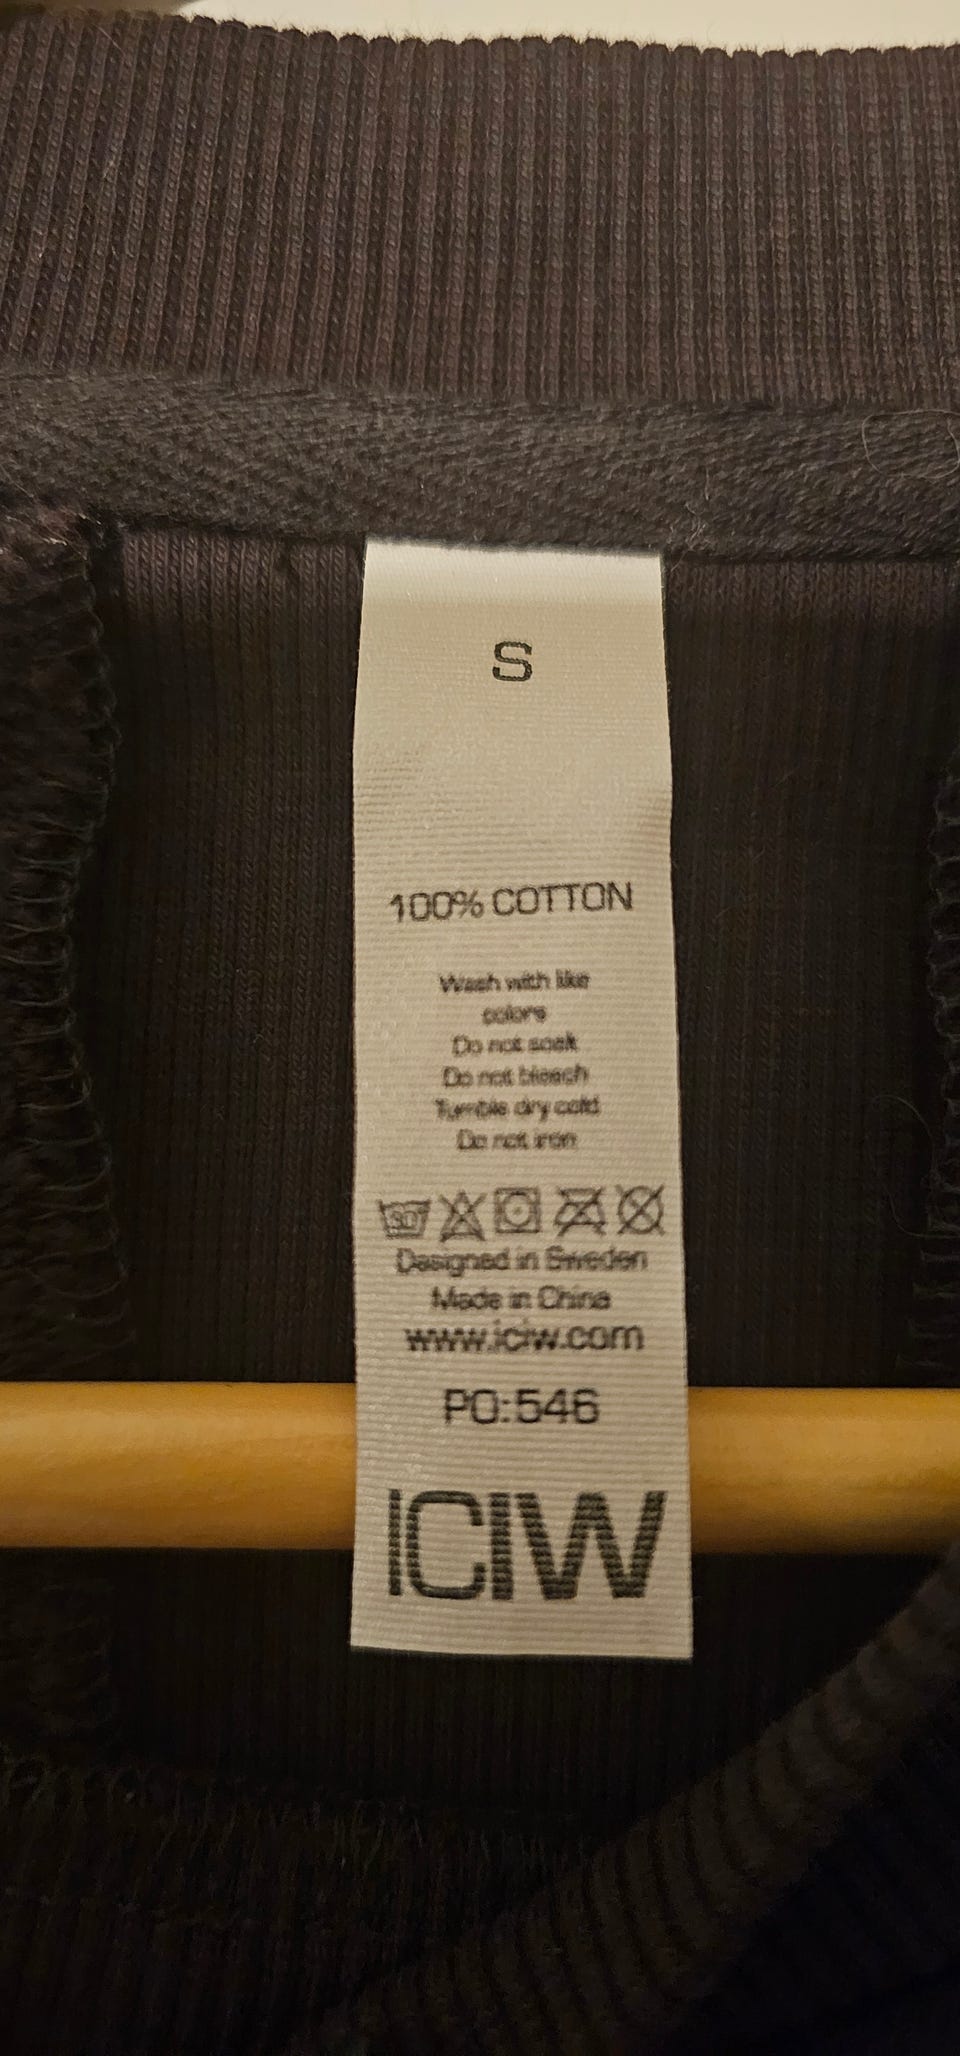 S
100% COTTON
Wash with like
colors
Do not soak
Do not bleach
Tumble dry cold
Do not iron
30°
Designed in Sweden
Made in China
www.iciw.com
PO:546
ICIW